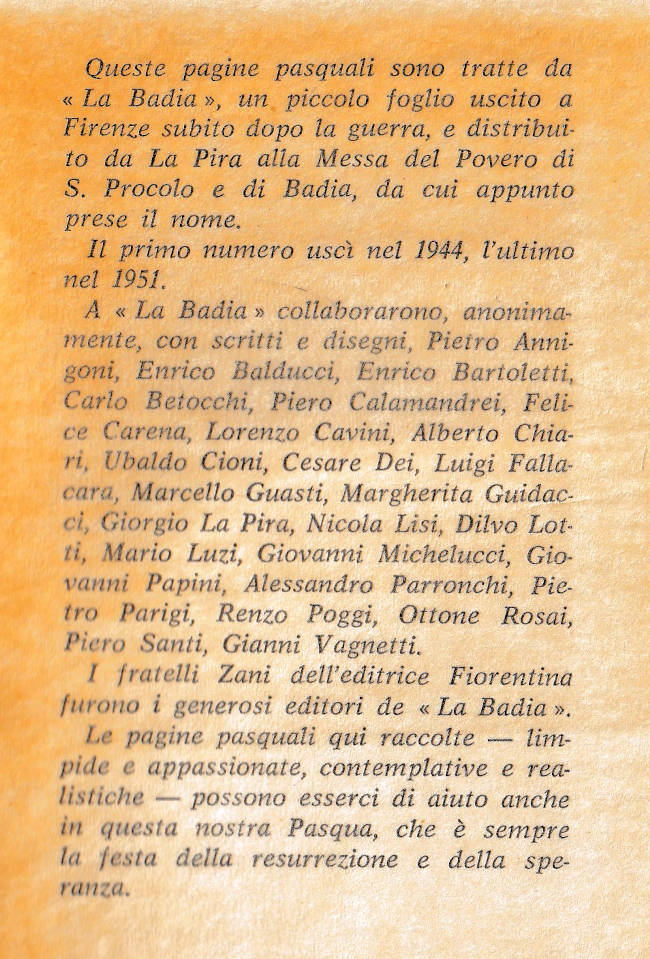 Queste pagine pasquali sono tratte da
« La Badia », un piccolo foglio uscito a
Firenze subito dopo la guerra, e distribui-
to da La Pira alla Messa del Povero di
S. Procolo e di Badia, da cui appunto
prese il nome.
Il primo numero uscì nel 1944, l'ultimo
nel 1951.
A « La Badia » collaborarono, anonima-
mente, con scritti e disegni, Pietro Anni-
goni, Enrico Balducci, Enrico Bartoletti,
Carlo Betocchi, Piero Calamandrei, Feli-
ce Carena, Lorenzo Cavini, Alberto Chia-
ri, Ubaldo Cioni, Cesare Dei, Luigi Falla-
cara, Marcello Guasti, Margherita Guidac-
ci, Giorgio La Pira, Nicola Lisi, Dilvo Lot-
ti, Mario Luzi, Giovanni Michelucci, Gio-
vanni Papini, Alessandro Parronchi, Pie-
tro Parigi, Renzo Poggi, Ottone Rosai,
Piero Santi, Gianni Vagnetti.
I fratelli Zani dell'editrice Fiorentina
furono i generosi editori de « La Badia ».
Le pagine pasquali qui raccolte — lim-
pide e appassionate, contemplative e rea-
listiche — possono esserci di aiuto anche
in questa nostra Pasqua, che è sempre
la festa della resurrezione e della spe-
ranza.